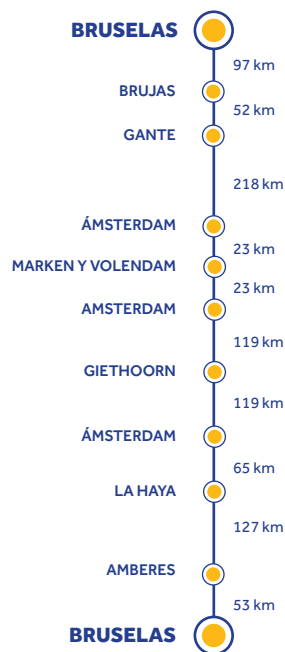 BRUSELAS
97 km
BRUJAS
52 km
GANTE
218 km
ÁMSTERDAM
23 km
MARKEN Y VOLENDAM
23 km
AMSTERDAM
119 km
GIETHOORN
119 km
ÁMSTERDAM
65 km
LA HAYA
127 km
AMBERES
53 km
BRUSELAS